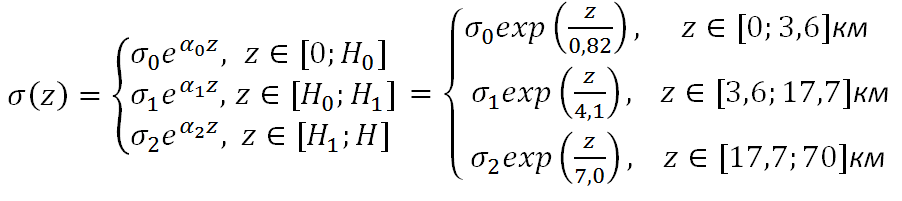 σ(z) = { σ₀e^{α₀z}, z ∈ [0; H₀] = { σ₀exp(z/0,82), z ∈ [0; 3,6]км
σ₁e^{α₁z}, z ∈ [H₀; H₁] σ₁exp(z/4,1), z ∈ [3,6; 17,7]км
σ₂e^{α₂z}, z ∈ [H₁; H] σ₂exp(z/7,0), z ∈ [17,7; 70]км